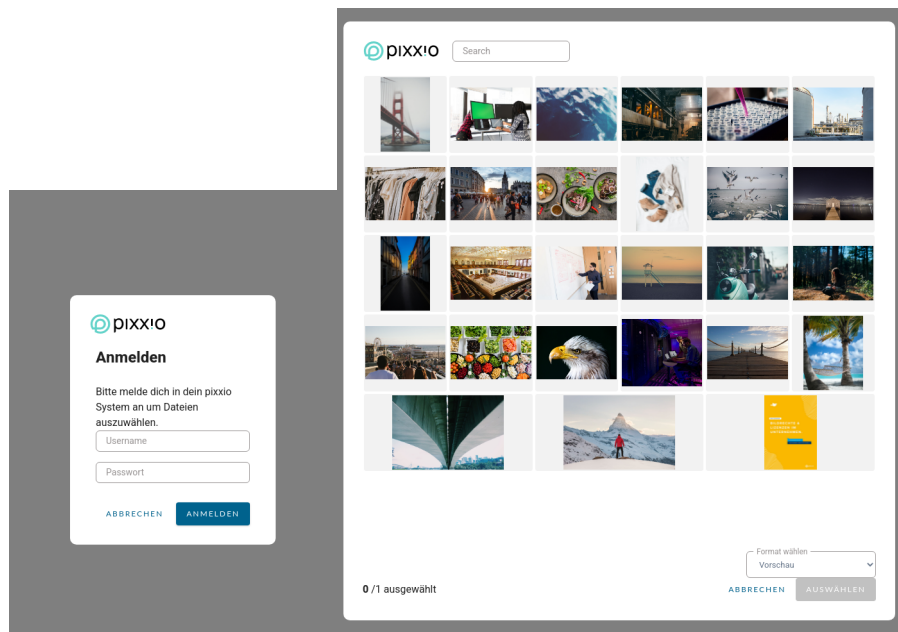 pixxio
Anmelden
Bitte melde dich in dein pixxio
System an um Dateien
auszuwählen.
Username
Passwort
ABBRECHEN ANMELDEN
pixxio
Search
Format wählen
Vorschau
0 /1 ausgewählt
ABBRECHEN AUSWÄHLEN